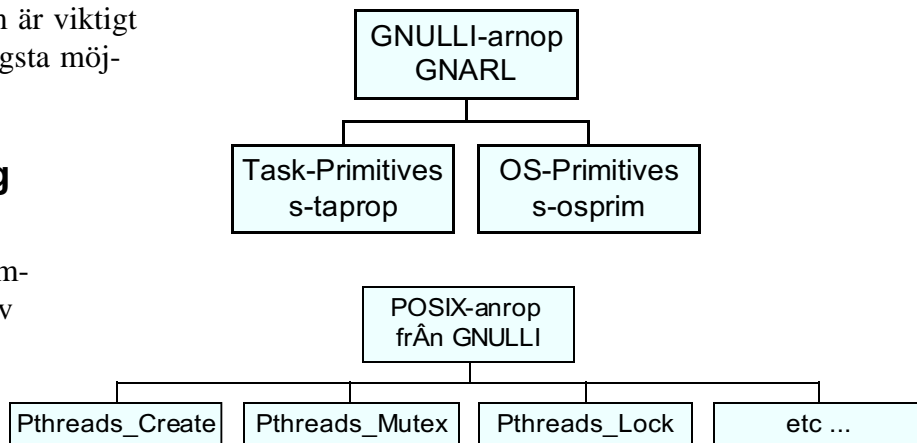 n är viktigt
gsta möj-
g
m-
v
GNULLI-arnop
GNARL
Task-Primitives
s-taprop
OS-Primitives
s-osprim
POSIX-anrop
frÂn GNULLI
Pthreads_Create
Pthreads_Mutex
Pthreads_Lock
etc ...